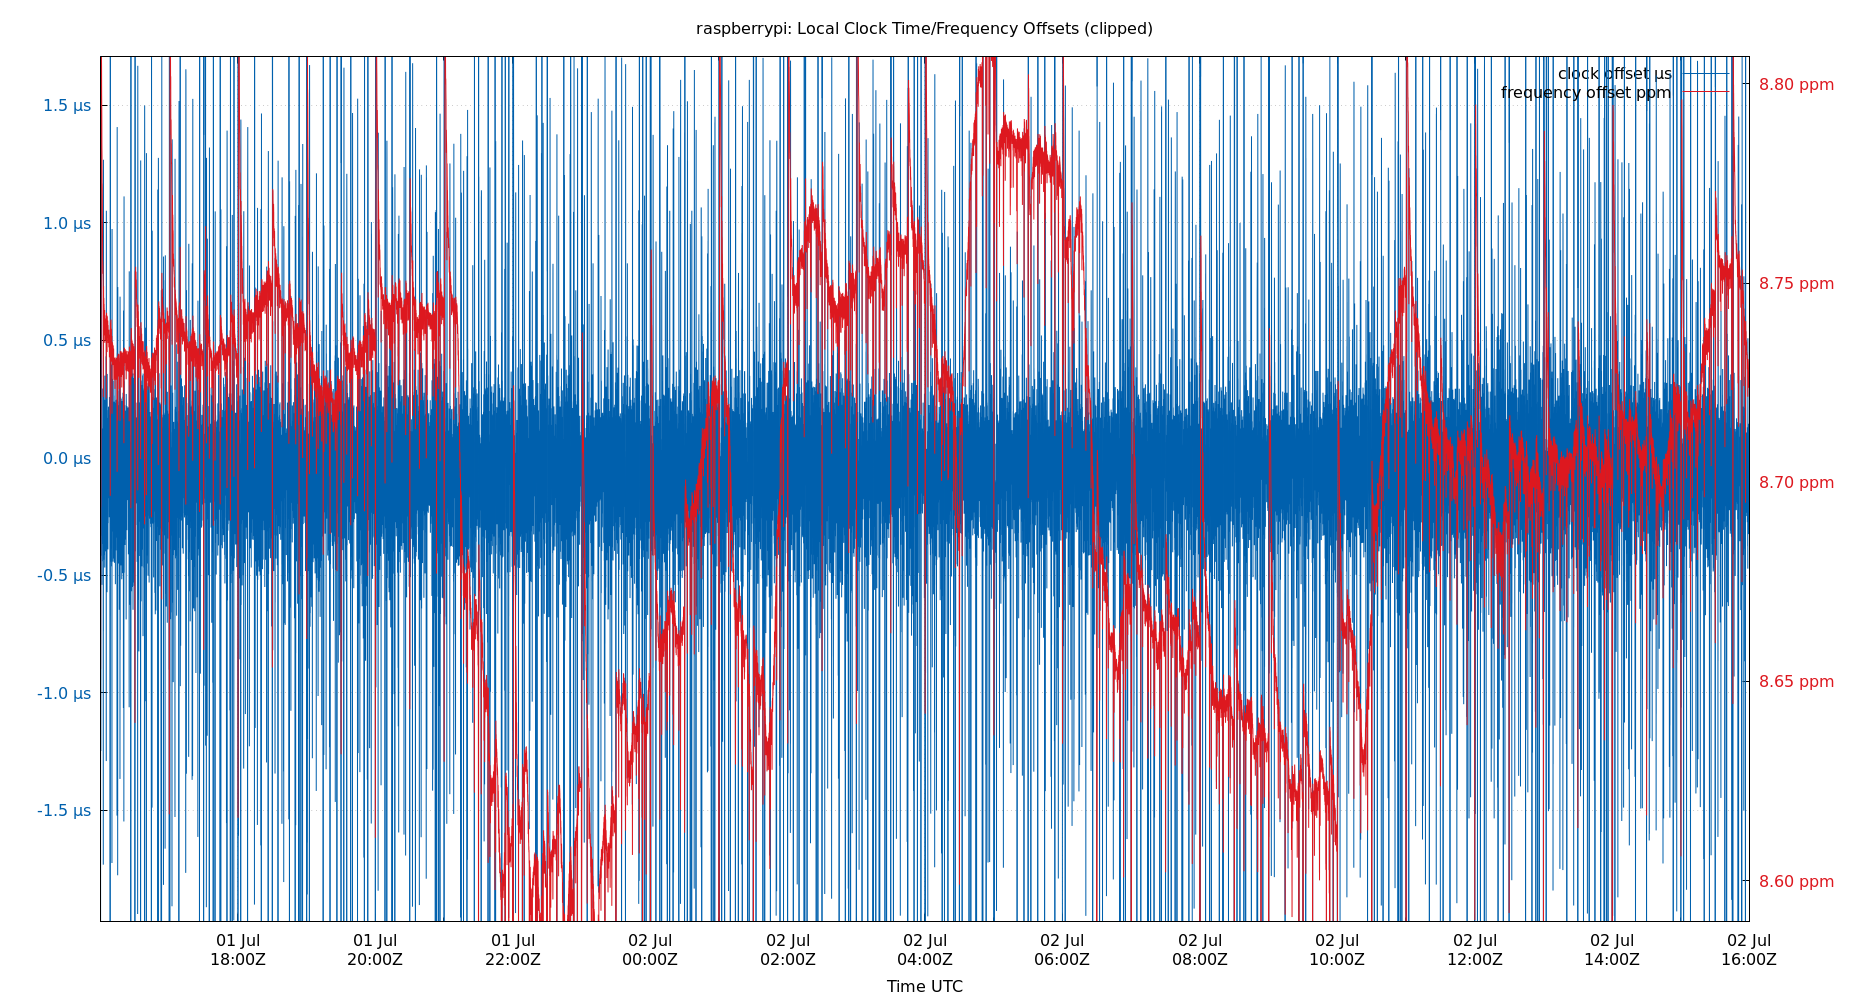 raspberrypi: Local Clock Time/Frequency Offsets (clipped)
clock offset µs
frequency offset ppm
1.5 µs
1.0 µs
0.5 µs
0.0 µs
-0.5 µs
-1.0 µs
-1.5 µs
8.80 ppm
8.75 ppm
8.70 ppm
8.65 ppm
8.60 ppm
01 Jul 01 Jul 01 Jul 02 Jul 02 Jul 02 Jul 02 Jul 02 Jul 02 Jul 02 Jul 02 Jul 02 Jul
18:00Z 20:00Z 22:00Z 00:00Z 02:00Z 04:00Z 06:00Z 08:00Z 10:00Z 12:00Z 14:00Z 16:00Z
Time UTC